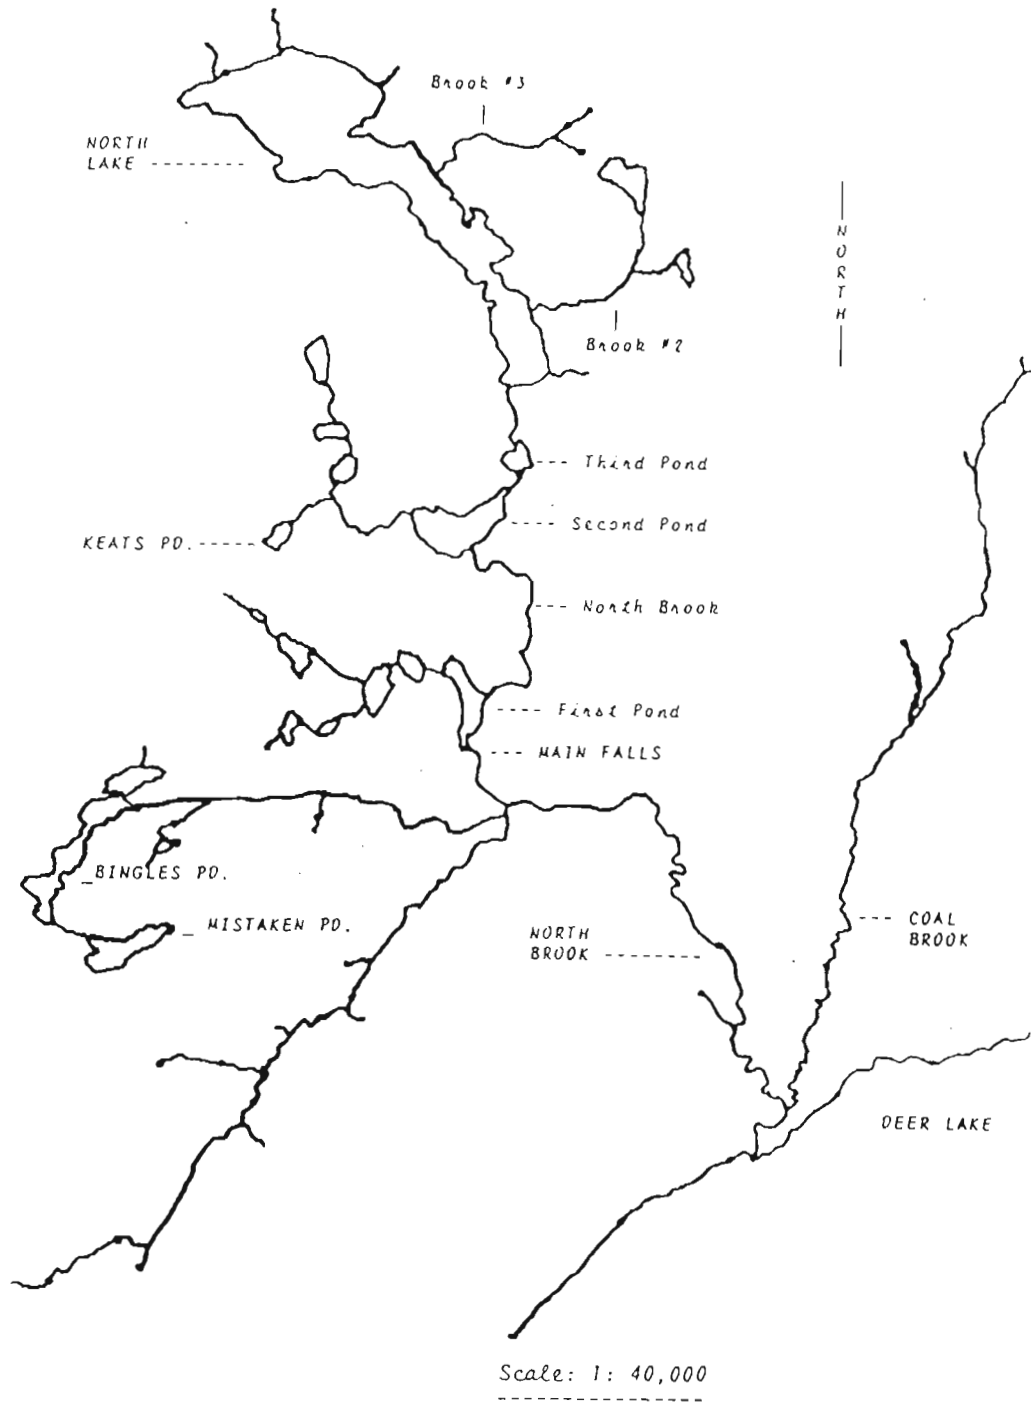 Brook #3
NORTH
LAKE
NORTH
Brook #2
Third Pond
Second Pond
KEATS PD.
North Brook
First Pond
MAIN FALLS
BINGLES PD.
MISTAKEN PD.
COAL
BROOK
NORTH
BROOK
DEER LAKE
Scale: 1: 40,000